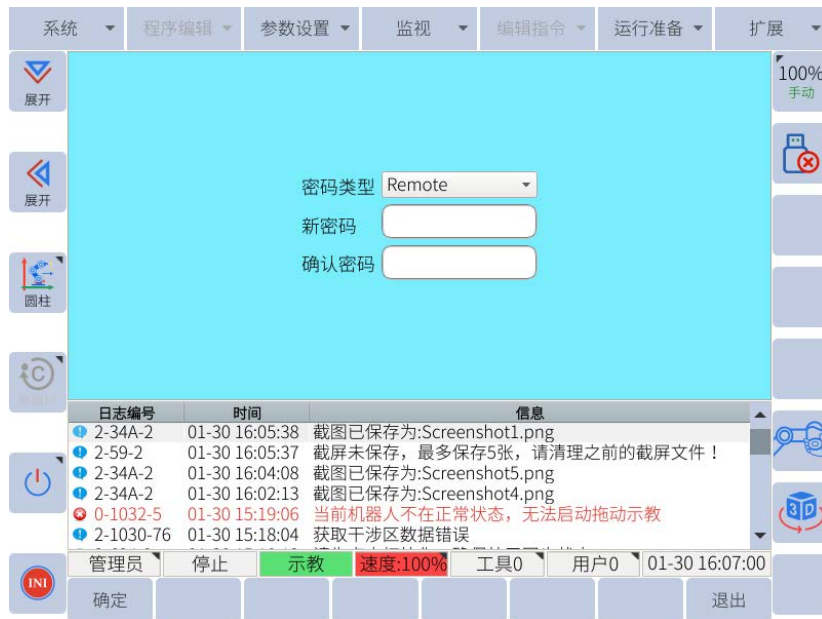 系统 程序编辑 参数设置 监视 编辑指令 运行准备 扩展
展开
100%
手动
展开
密码类型 Remote
新密码
确认密码
圆柱
日志编号 时间 信息
2-34A-2 01-30 16:05:38 截图已保存为:Screenshot1.png
2-59-2 01-30 16:05:37 截屏未保存，最多保存5张，请清理之前的截屏文件！
2-34A-2 01-30 16:04:08 截图已保存为:Screenshot5.png
2-34A-2 01-30 16:02:13 截图已保存为:Screenshot4.png
0-1032-5 01-30 15:19:06 当前机器人不在正常状态，无法启动拖动示教
2-1030-76 01-30 15:18:04 获取干涉区数据错误
3D
管理员 停止 示教 速度:100% 工具0 用户0 01-30 16:07:00
INI
确定 退出